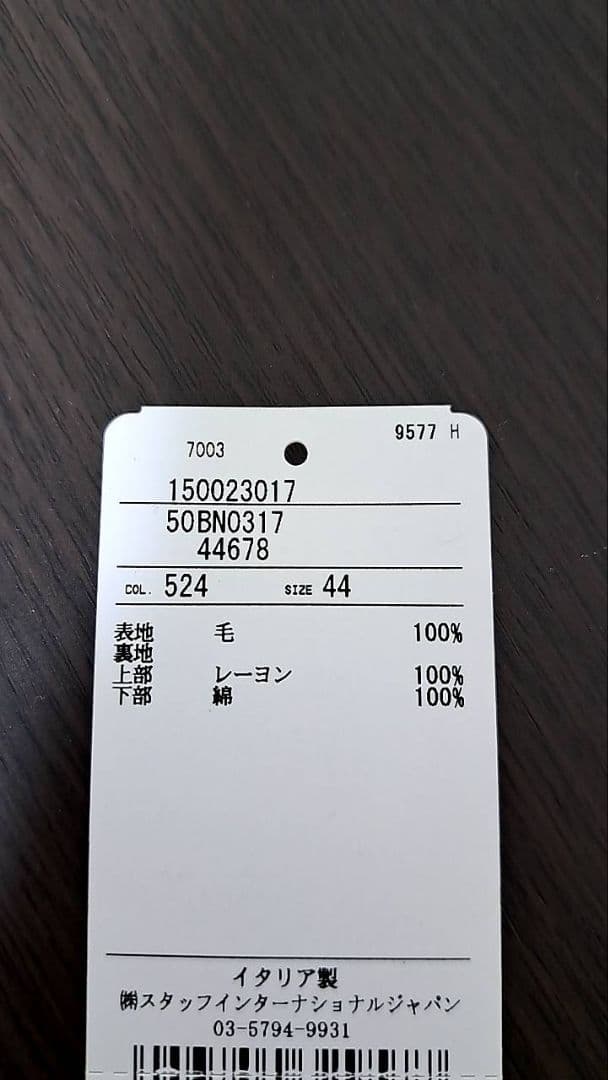 7003
9577 H
150023017
50BN0317
44678
COL. 524 SIZE 44
表地 毛 100%
裏地
上部 レーヨン 100%
下部 綿 100%
イタリア製
㈱スタッフインターナショナルジャパン
03-5794-9931